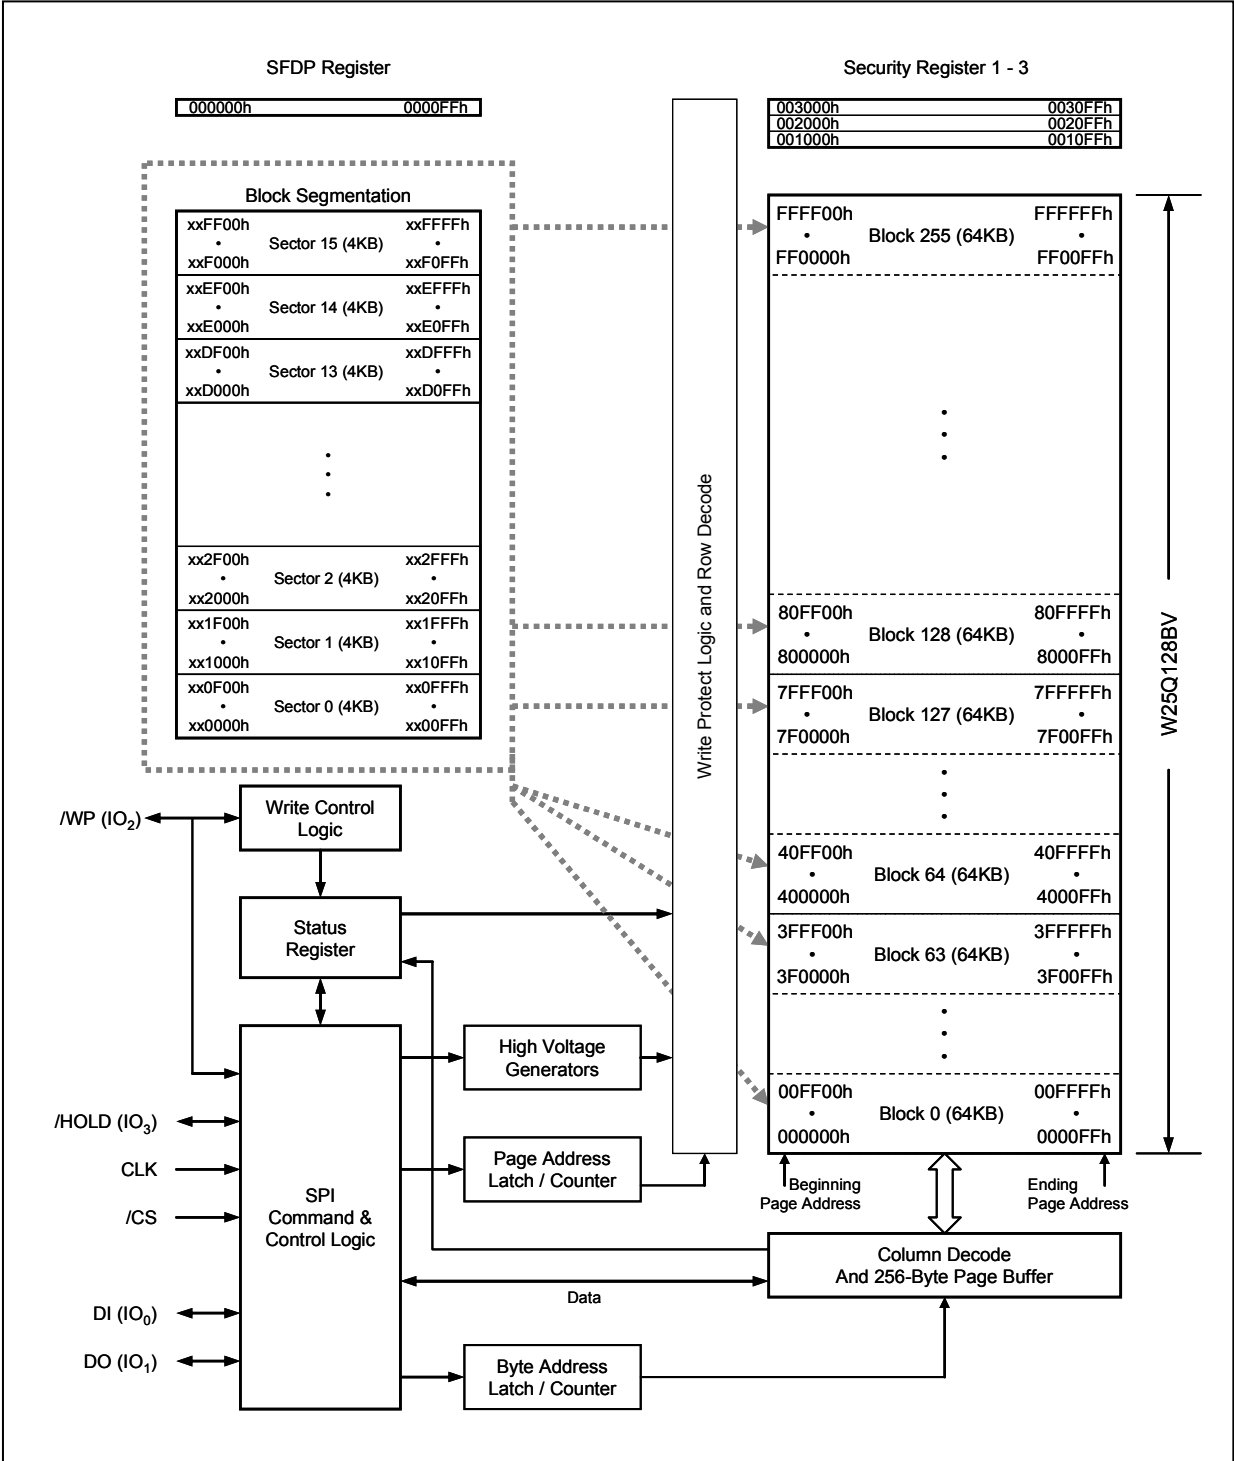 SFDP Register
000000h 0000FFh
Security Register 1 - 3
003000h 0030FFh
002000h 0020FFh
001000h 0010FFh
Block Segmentation
xxFF00h xxFFFFh
• Sector 15 (4KB) •
xxF000h xxF0FFh
xxEF00h xxEFFFh
• Sector 14 (4KB) •
xxE000h xxE0FFh
xxDF00h xxDFFFh
• Sector 13 (4KB) •
xxD000h xxD0FFh
xx2F00h xx2FFFh
• Sector 2 (4KB) •
xx2000h xx20FFh
xx1F00h xx1FFFh
• Sector 1 (4KB) •
xx1000h xx10FFh
xx0F00h xx0FFFh
• Sector 0 (4KB) •
xx0000h xx00FFh
Write Protect Logic and Row Decode
FFFF00h FFFFFFh
• Block 255 (64KB) •
FF0000h FF00FFh
80FF00h 80FFFFh
• Block 128 (64KB) •
800000h 8000FFh
7FFF00h 7FFFFFh
• Block 127 (64KB) •
7F0000h 7F00FFh
40FF00h 40FFFFh
• Block 64 (64KB) •
400000h 4000FFh
3FFF00h 3FFFFFh
• Block 63 (64KB) •
3F0000h 3F00FFh
00FF00h 00FFFFh
• Block 0 (64KB) •
000000h 0000FFh
W25Q128BV
Beginning
Page Address
Ending
Page Address
/WP (IO2)
Write Control
Logic
Status
Register
/HOLD (IO3)
CLK
/CS
DI (IO0)
DO (IO1)
SPI
Command &
Control Logic
High Voltage
Generators
Page Address
Latch / Counter
Column Decode
And 256-Byte Page Buffer
Data
Byte Address
Latch / Counter